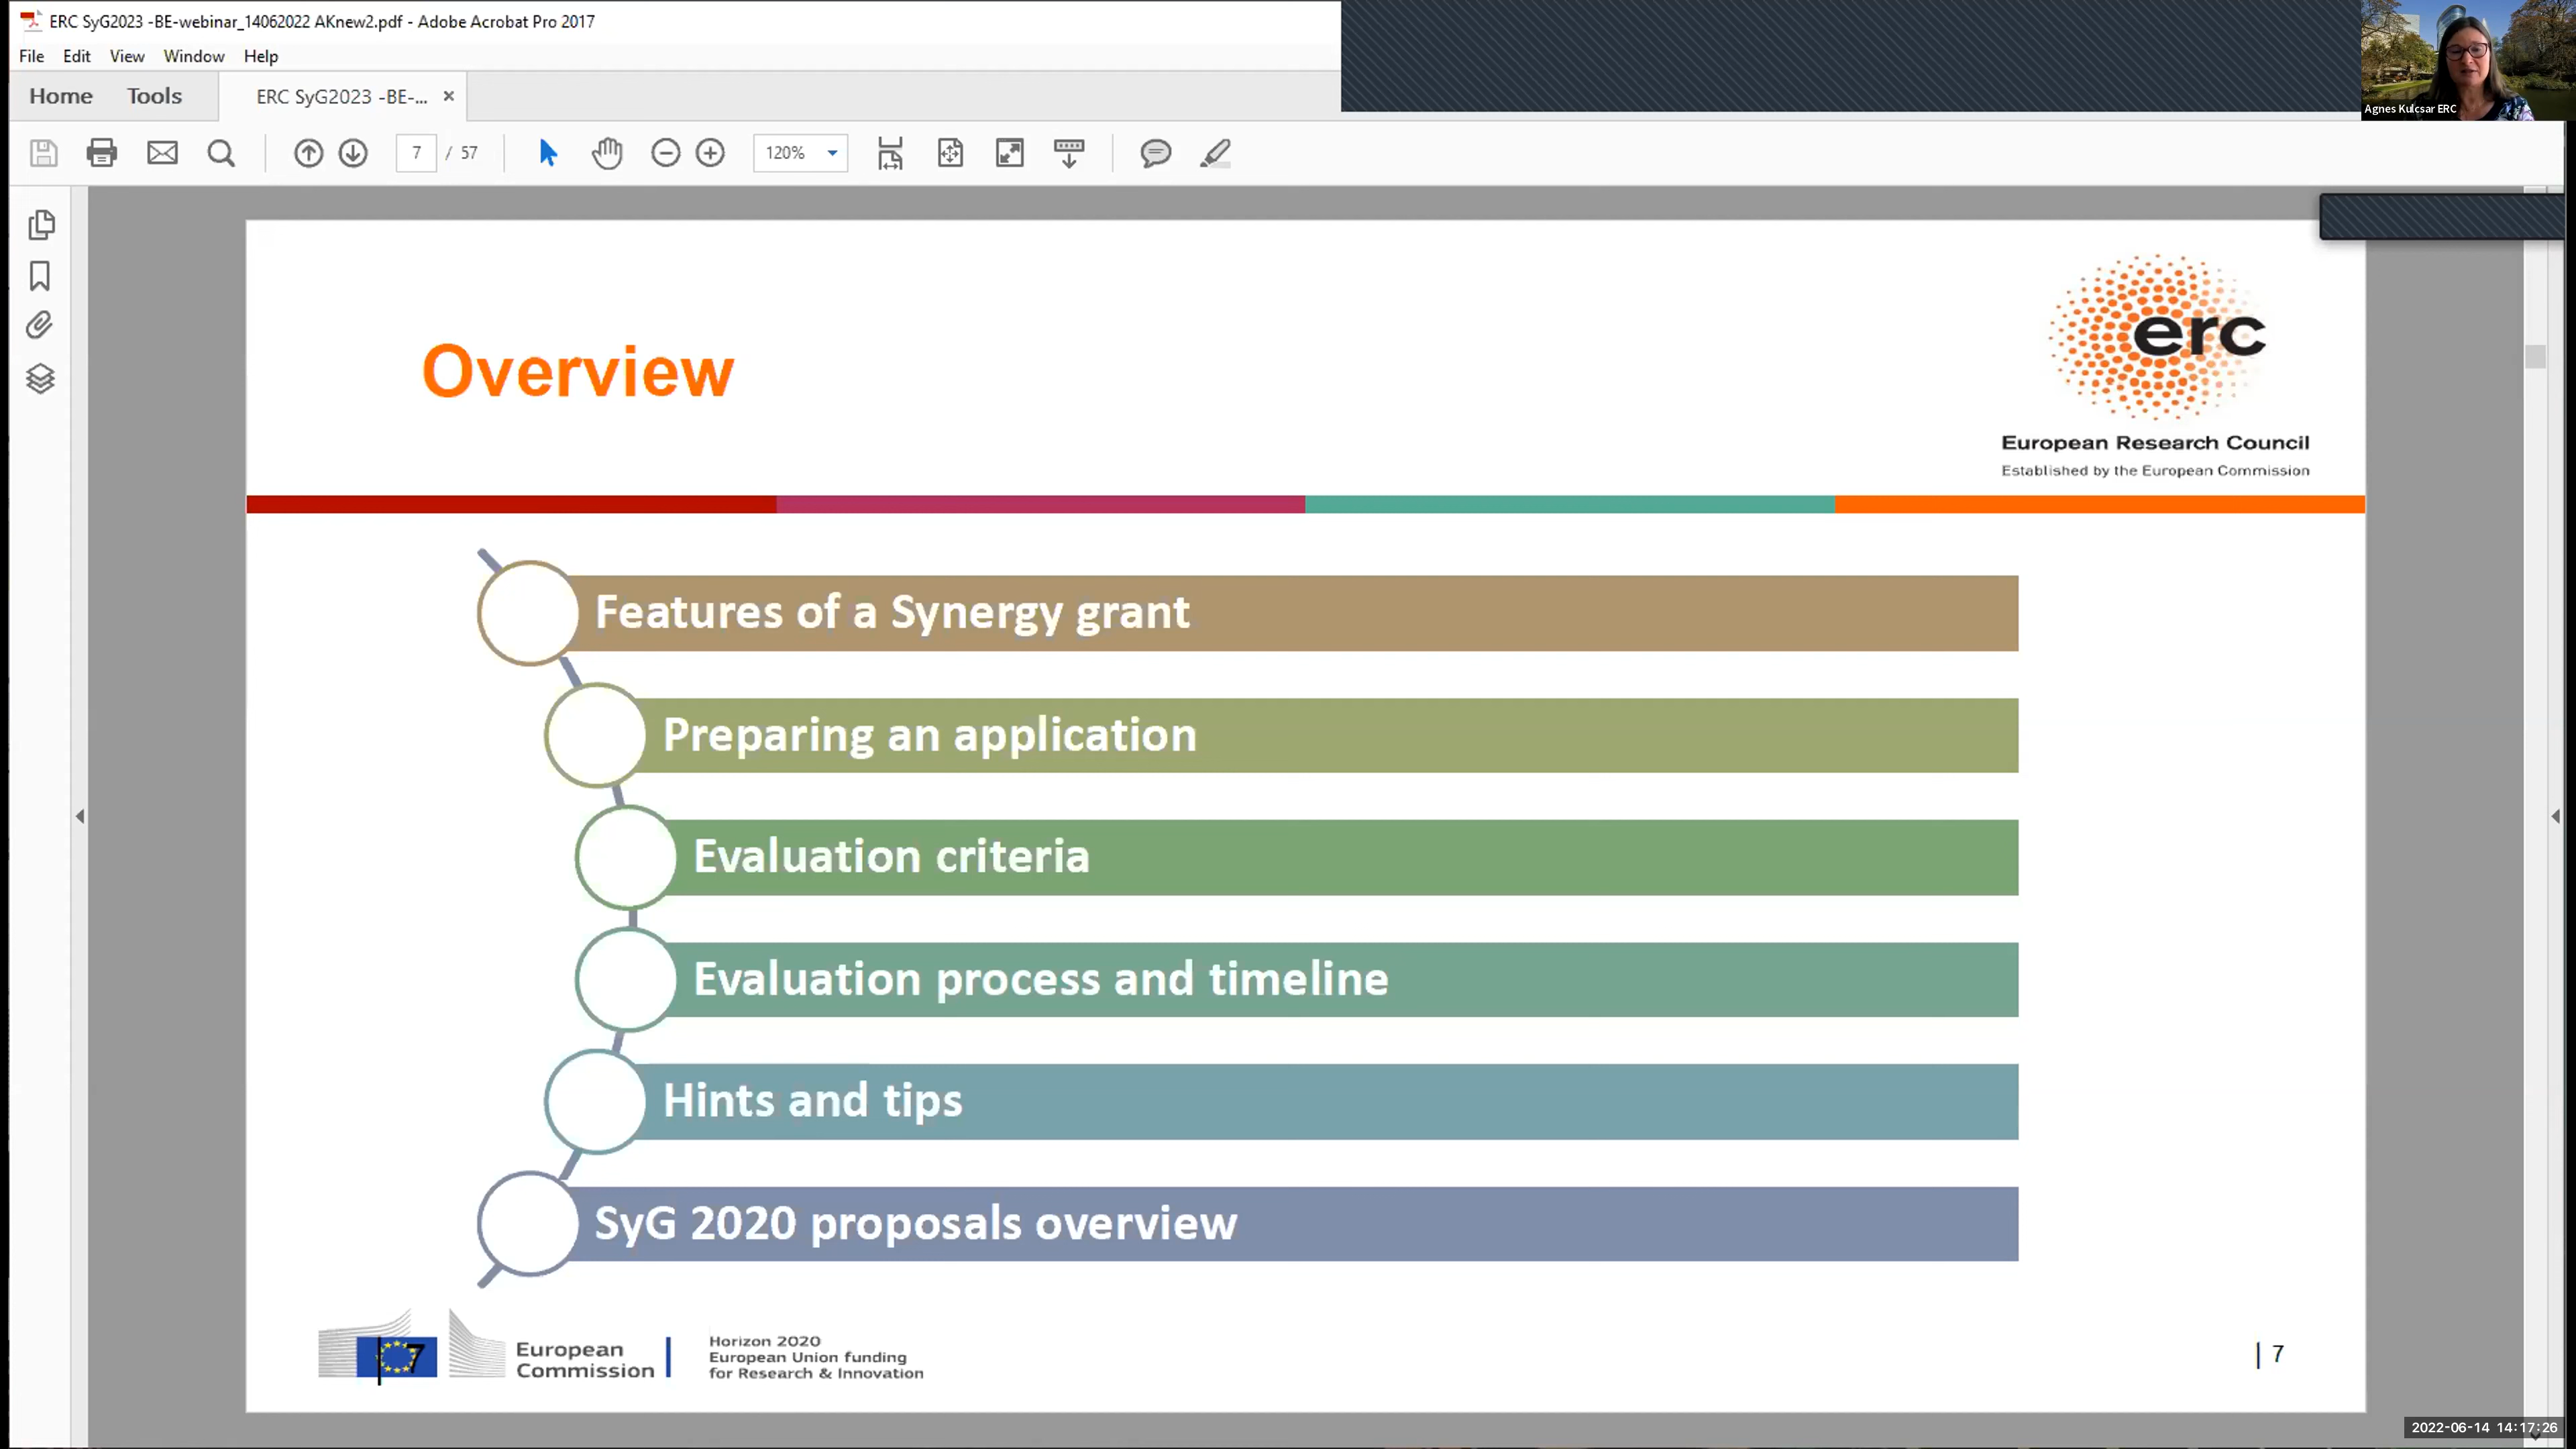 ERC SyG2023 -BE-webinar_14062022 AKnew2.pdf - Adobe Acrobat Pro 2017
File Edit View Window Help
Home Tools ERC SyG2023 -BE-... ×
7 / 57 120%
Agnes Kulcsar ERC
Overview
erc
European Research Council
Established by the European Commission
Features of a Synergy grant
Preparing an application
Evaluation criteria
Evaluation process and timeline
Hints and tips
SyG 2020 proposals overview
7
European
Commission
Horizon 2020
European Union funding
for Research & Innovation
| 7
2022-06-14 14:17:26